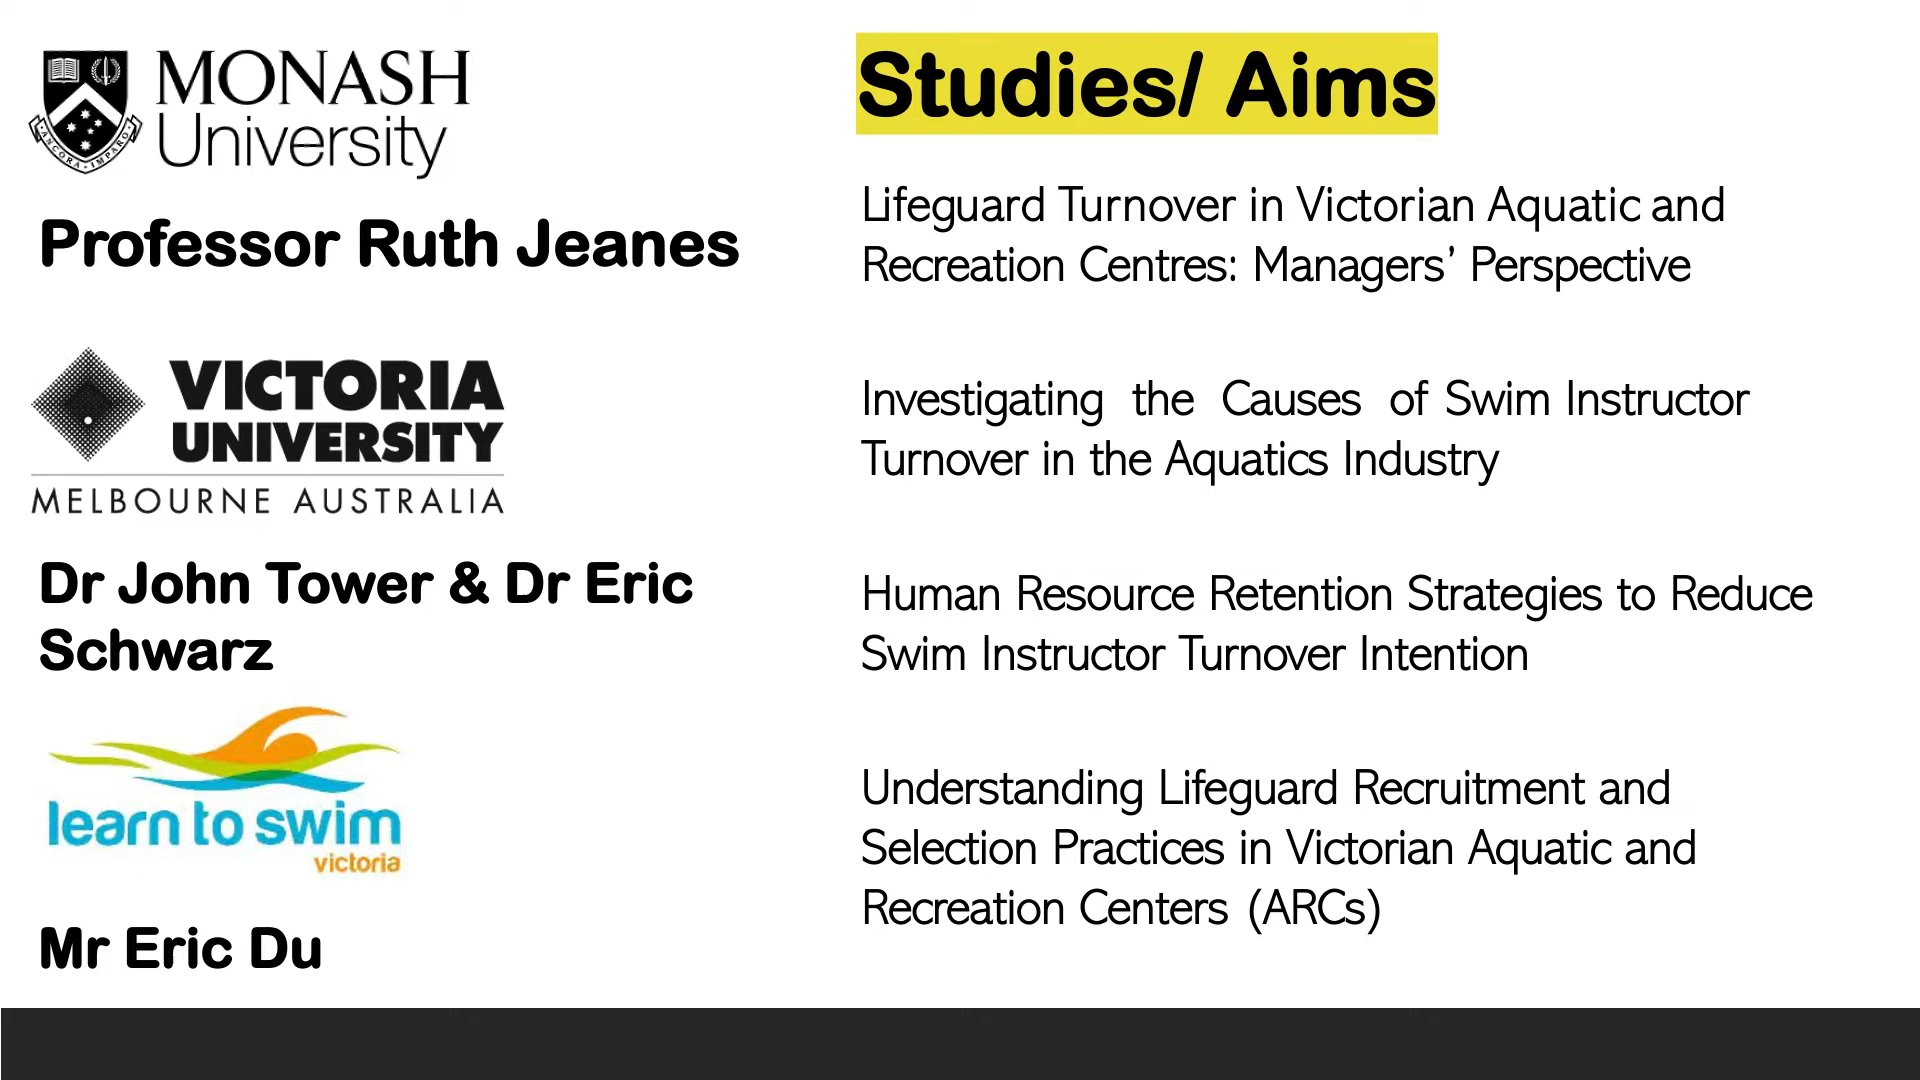 MONASH
University
ANCORA IMPARO
Professor Ruth Jeanes
VICTORIA
UNIVERSITY
MELBOURNE AUSTRALIA
Dr John Tower & Dr Eric
Schwarz
learn to swim
victoria
Mr Eric Du
Studies/ Aims
Lifeguard Turnover in Victorian Aquatic and
Recreation Centres: Managers’ Perspective
Investigating the Causes of Swim Instructor
Turnover in the Aquatics Industry
Human Resource Retention Strategies to Reduce
Swim Instructor Turnover Intention
Understanding Lifeguard Recruitment and
Selection Practices in Victorian Aquatic and
Recreation Centers (ARCs)